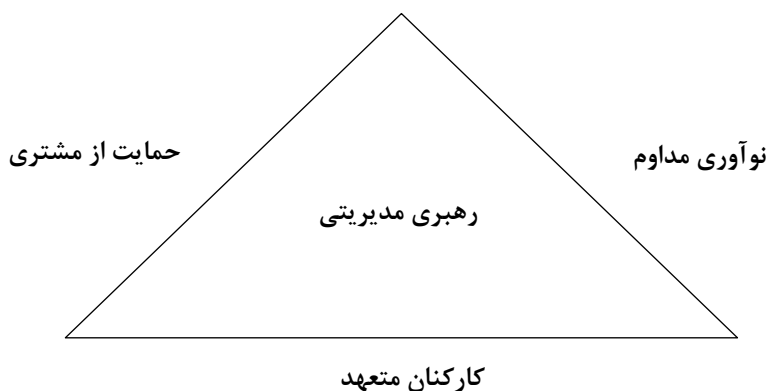 نوآوری مداوم
حمایت از مشتری
رهبری مدیریتی
کارکنان متعهد